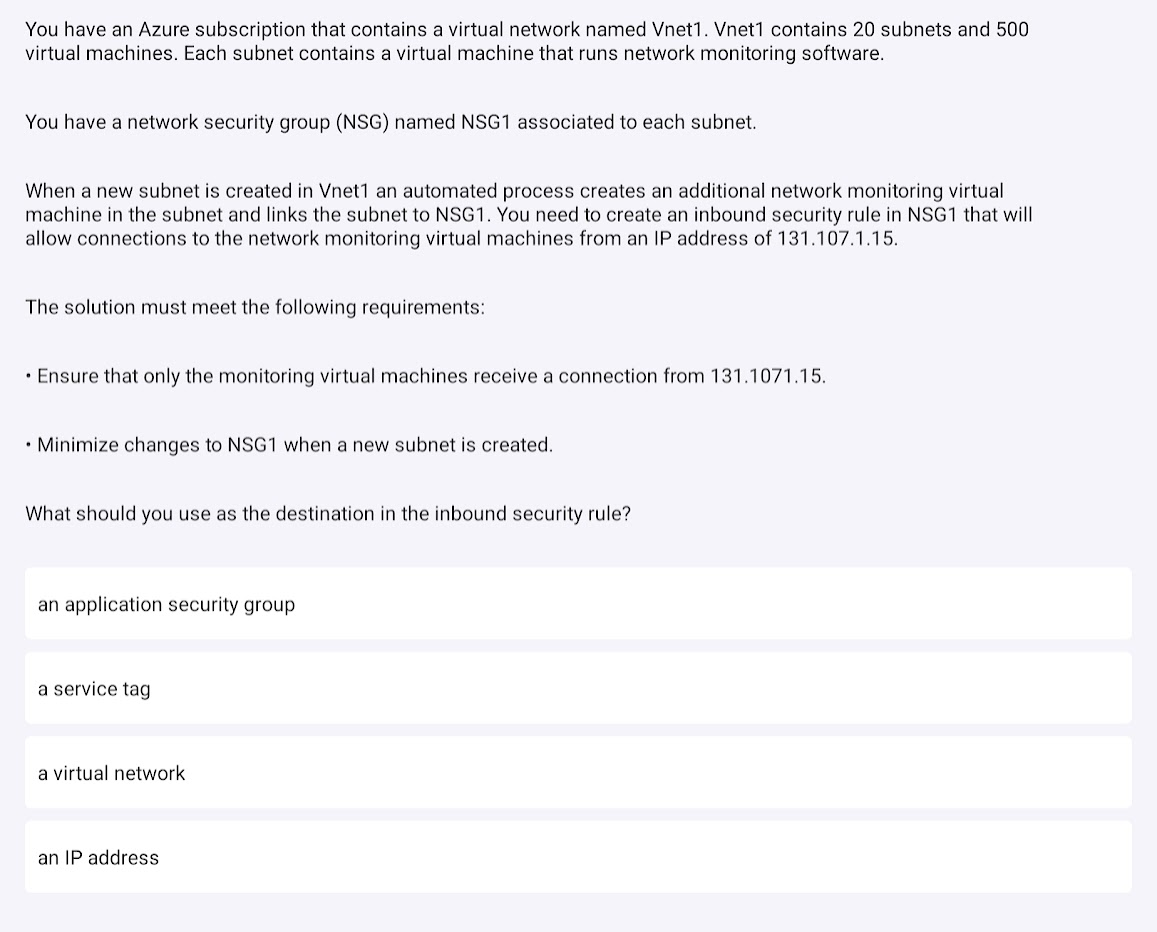 You have an Azure subscription that contains a virtual network named Vnet1. Vnet1 contains 20 subnets and 500
virtual machines. Each subnet contains a virtual machine that runs network monitoring software.
You have a network security group (NSG) named NSG1 associated to each subnet.
When a new subnet is created in Vnet1 an automated process creates an additional network monitoring virtual
machine in the subnet and links the subnet to NSG1. You need to create an inbound security rule in NSG1 that will
allow connections to the network monitoring virtual machines from an IP address of 131.107.1.15.
The solution must meet the following requirements:
• Ensure that only the monitoring virtual machines receive a connection from 131.1071.15.
• Minimize changes to NSG1 when a new subnet is created.
What should you use as the destination in the inbound security rule?
an application security group
a service tag
a virtual network
an IP address